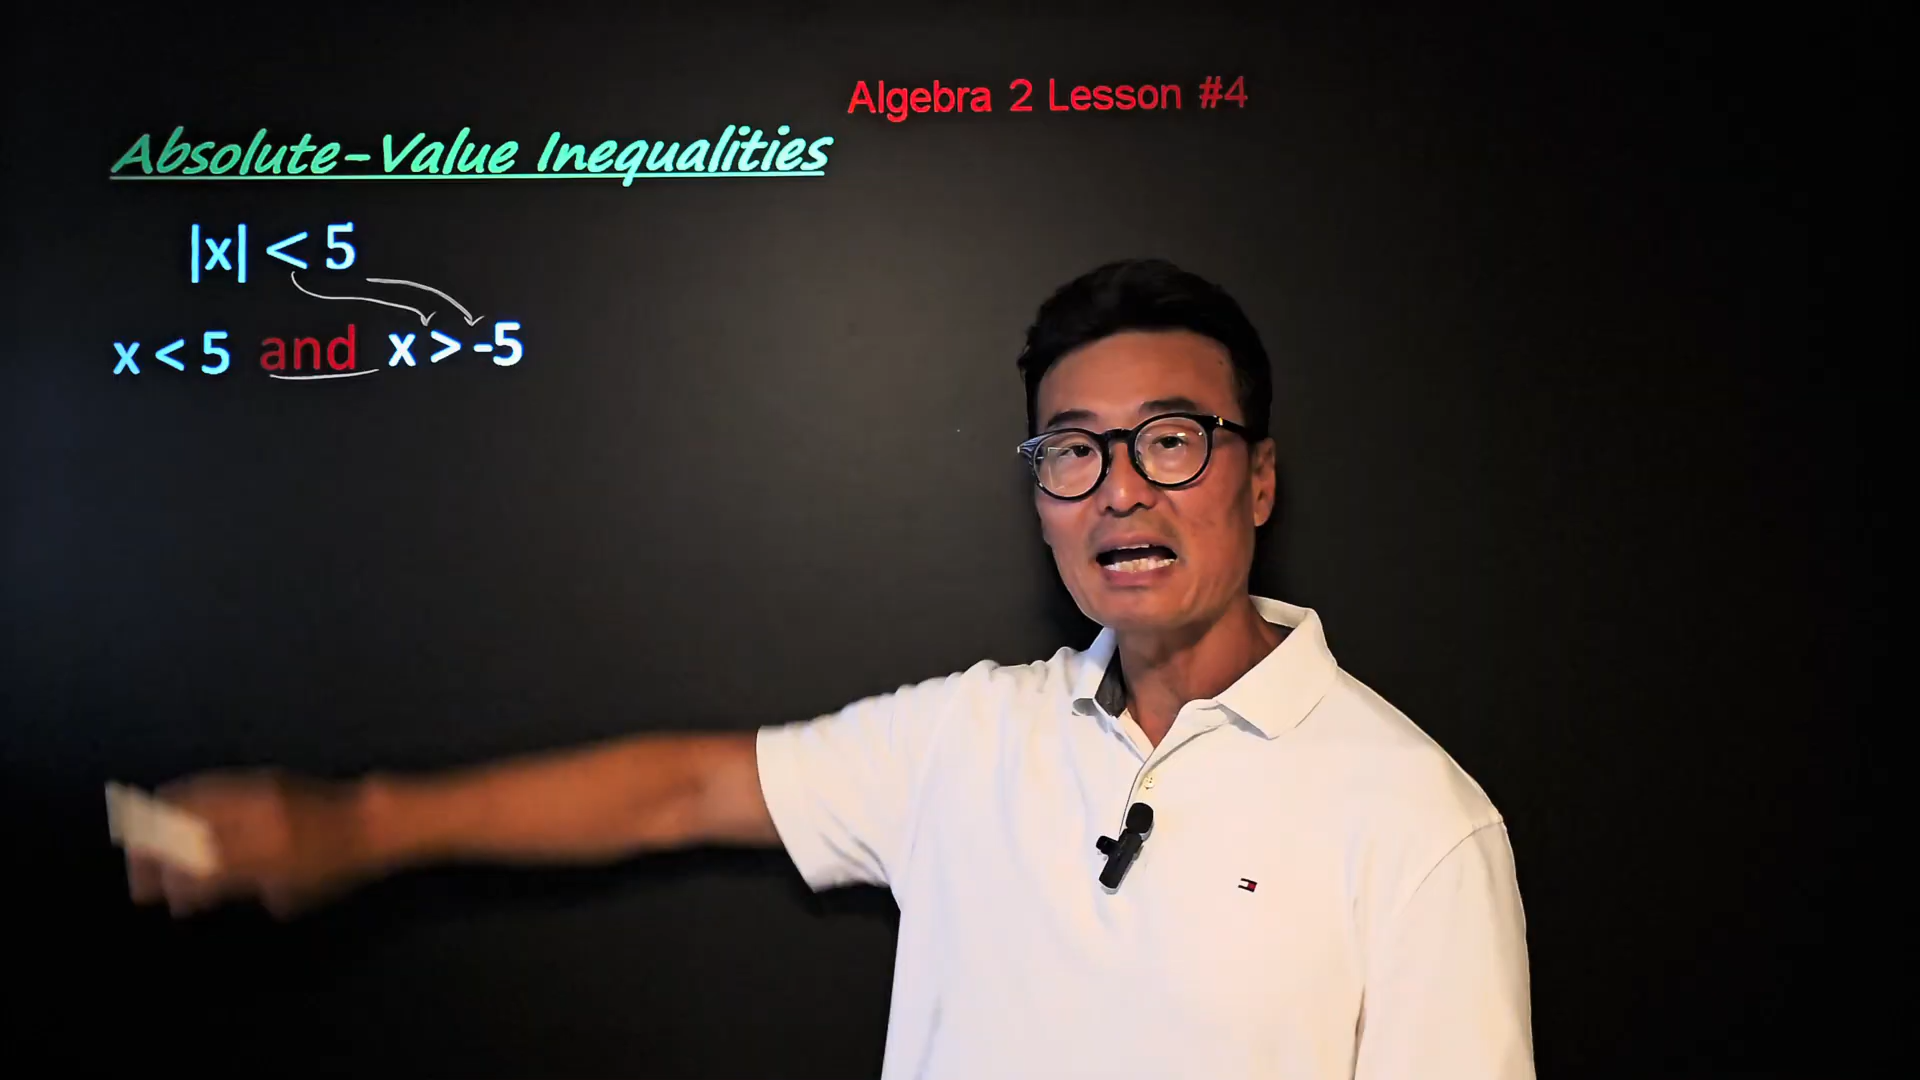 Algebra 2 Lesson #4
Absolute-Value Inequalities
|x| < 5
x < 5 and x > -5